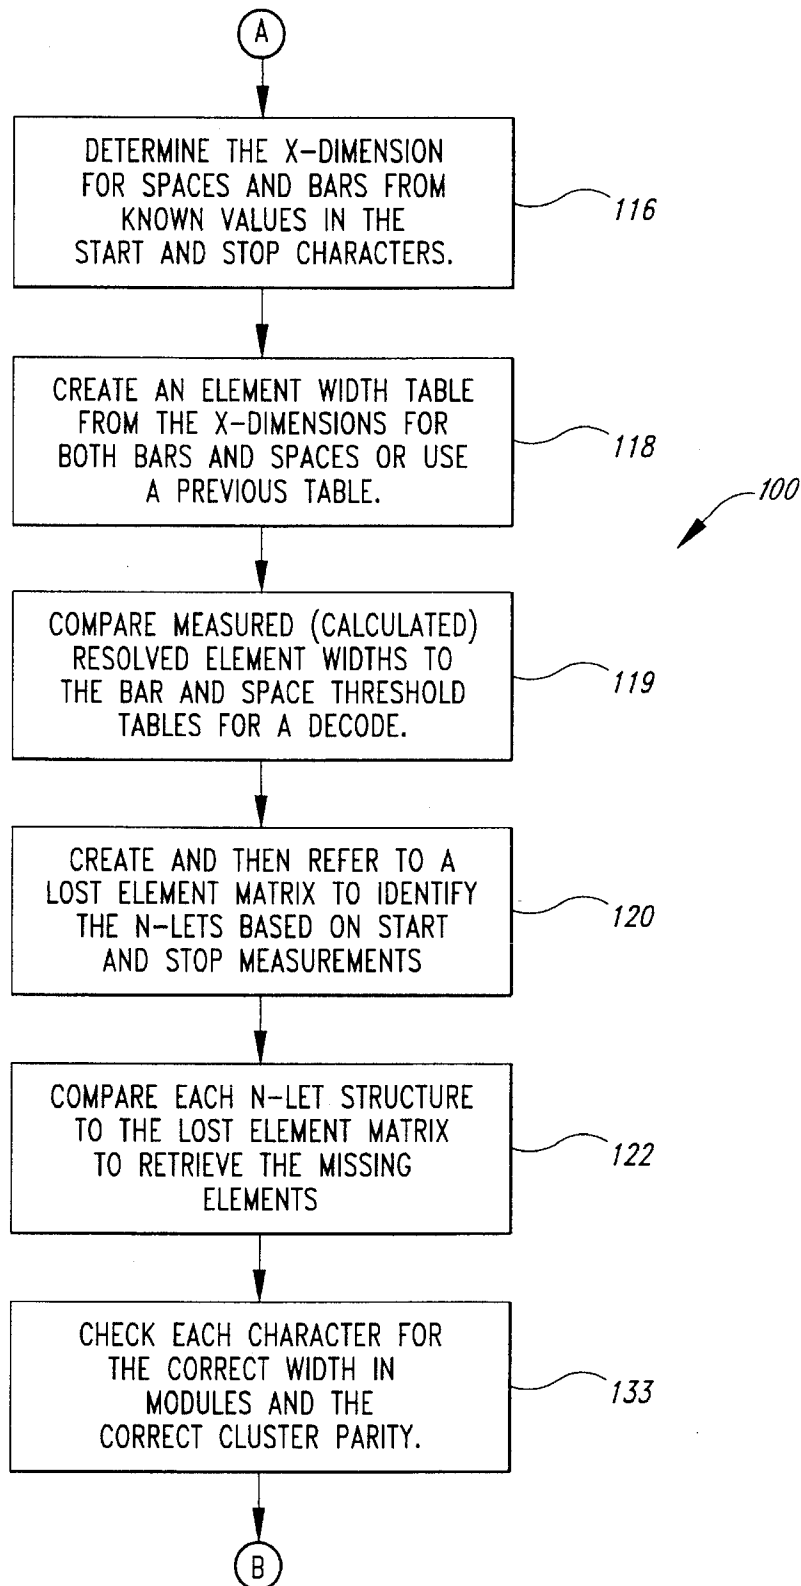 A
DETERMINE THE X-DIMENSION
FOR SPACES AND BARS FROM
KNOWN VALUES IN THE
START AND STOP CHARACTERS.
116
CREATE AN ELEMENT WIDTH TABLE
FROM THE X-DIMENSIONS FOR
BOTH BARS AND SPACES OR USE
A PREVIOUS TABLE.
118
100
COMPARE MEASURED (CALCULATED)
RESOLVED ELEMENT WIDTHS TO
THE BAR AND SPACE THRESHOLD
TABLES FOR A DECODE.
119
CREATE AND THEN REFER TO A
LOST ELEMENT MATRIX TO IDENTIFY
THE N-LETS BASED ON START
AND STOP MEASUREMENTS
120
COMPARE EACH N-LET STRUCTURE
TO THE LOST ELEMENT MATRIX
TO RETRIEVE THE MISSING
ELEMENTS
122
CHECK EACH CHARACTER FOR
THE CORRECT WIDTH IN
MODULES AND THE
CORRECT CLUSTER PARITY.
133
B